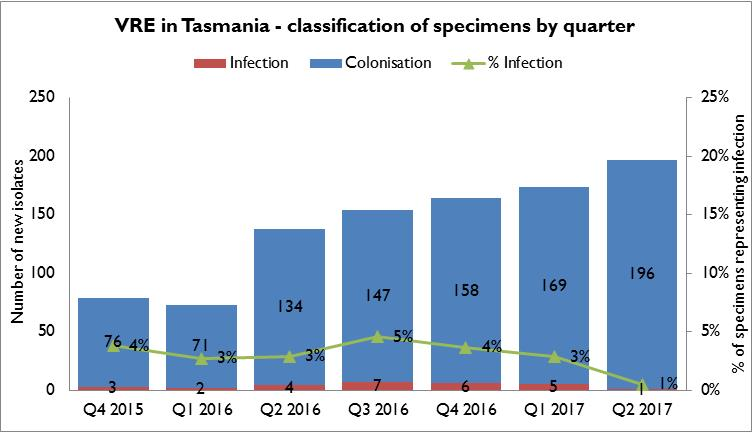 VRE in Tasmania - classification of specimens by quarter
Infection Colonisation % Infection
250
200
150
100
50
0
Number of new isolates
25%
20%
15%
10%
5%
0%
% of specimens representing infection
76 71 134 147 158 169 196
4% 3% 3% 5% 4% 3% 1%
3 2 4 7 6 5 1
Q4 2015 Q1 2016 Q2 2016 Q3 2016 Q4 2016 Q1 2017 Q2 2017